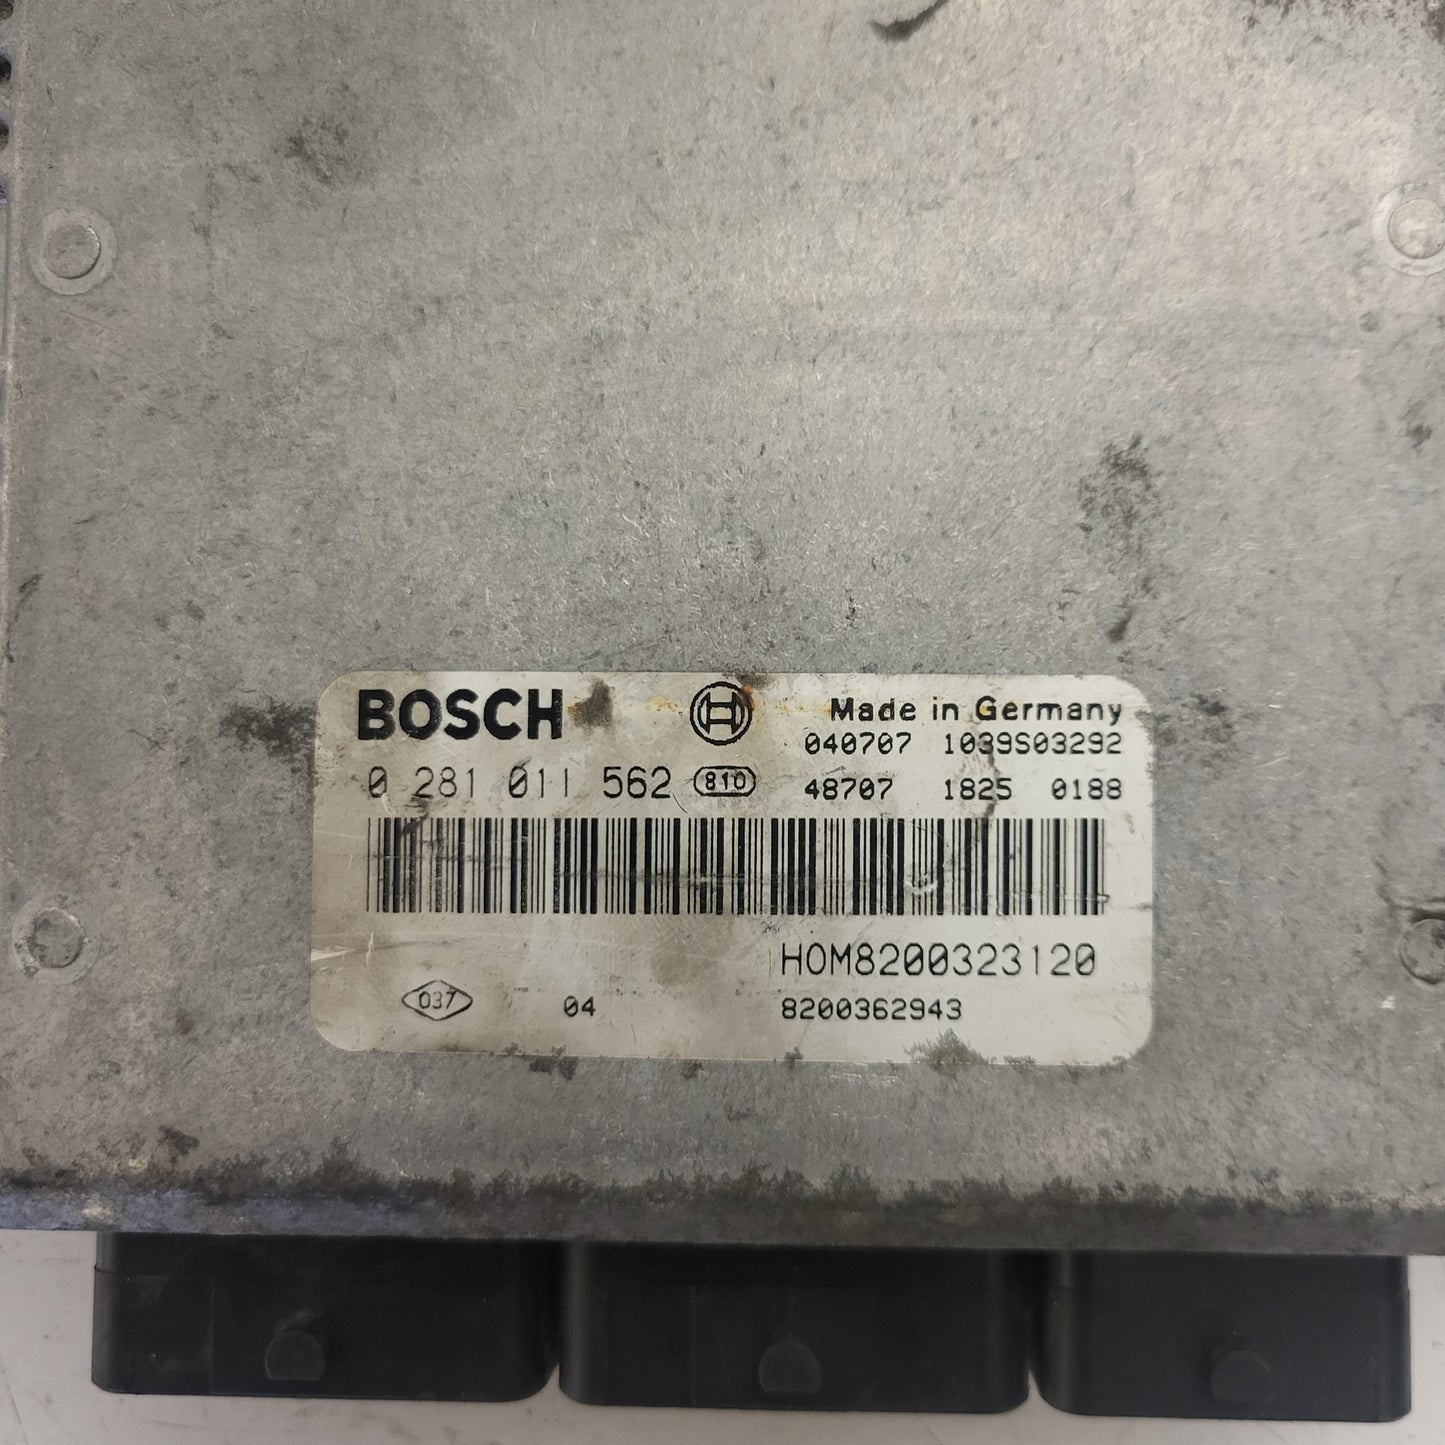 BOSCH
Made in Germany
040707 1039S03292
0 281 011 562 810
48707 1825 0188
HOM8200323120
037 04 8200362943